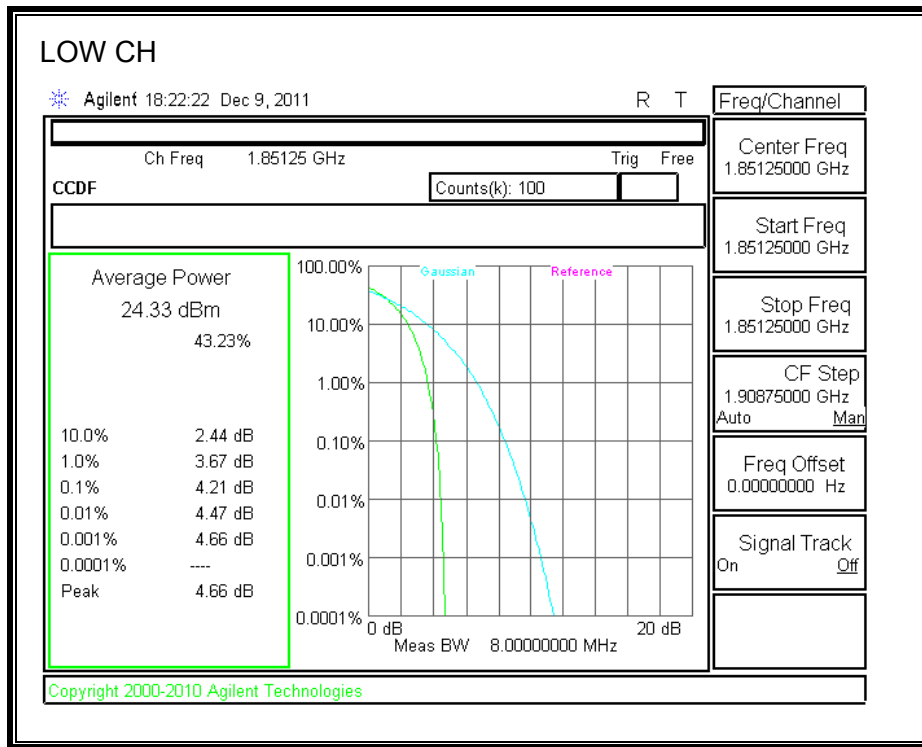 LOW CH
Agilent 18:22:22 Dec 9, 2011 R T
Freq/Channel
Ch Freq 1.85125 GHz Trig Free
CCDF Counts(k): 100
Average Power
24.33 dBm
43.23%
10.0% 2.44 dB
1.0% 3.67 dB
0.1% 4.21 dB
0.01% 4.47 dB
0.001% 4.66 dB
0.0001% ----
Peak 4.66 dB
Gaussian Reference
100.00%
10.00%
1.00%
0.10%
0.01%
0.001%
0.0001%
0 dB 20 dB
Meas BW 8.00000000 MHz
Center Freq
1.85125000 GHz
Start Freq
1.85125000 GHz
Stop Freq
1.85125000 GHz
CF Step
1.90875000 GHz
Auto Man
Freq Offset
0.00000000 Hz
Signal Track
On Off
Copyright 2000-2010 Agilent Technologies